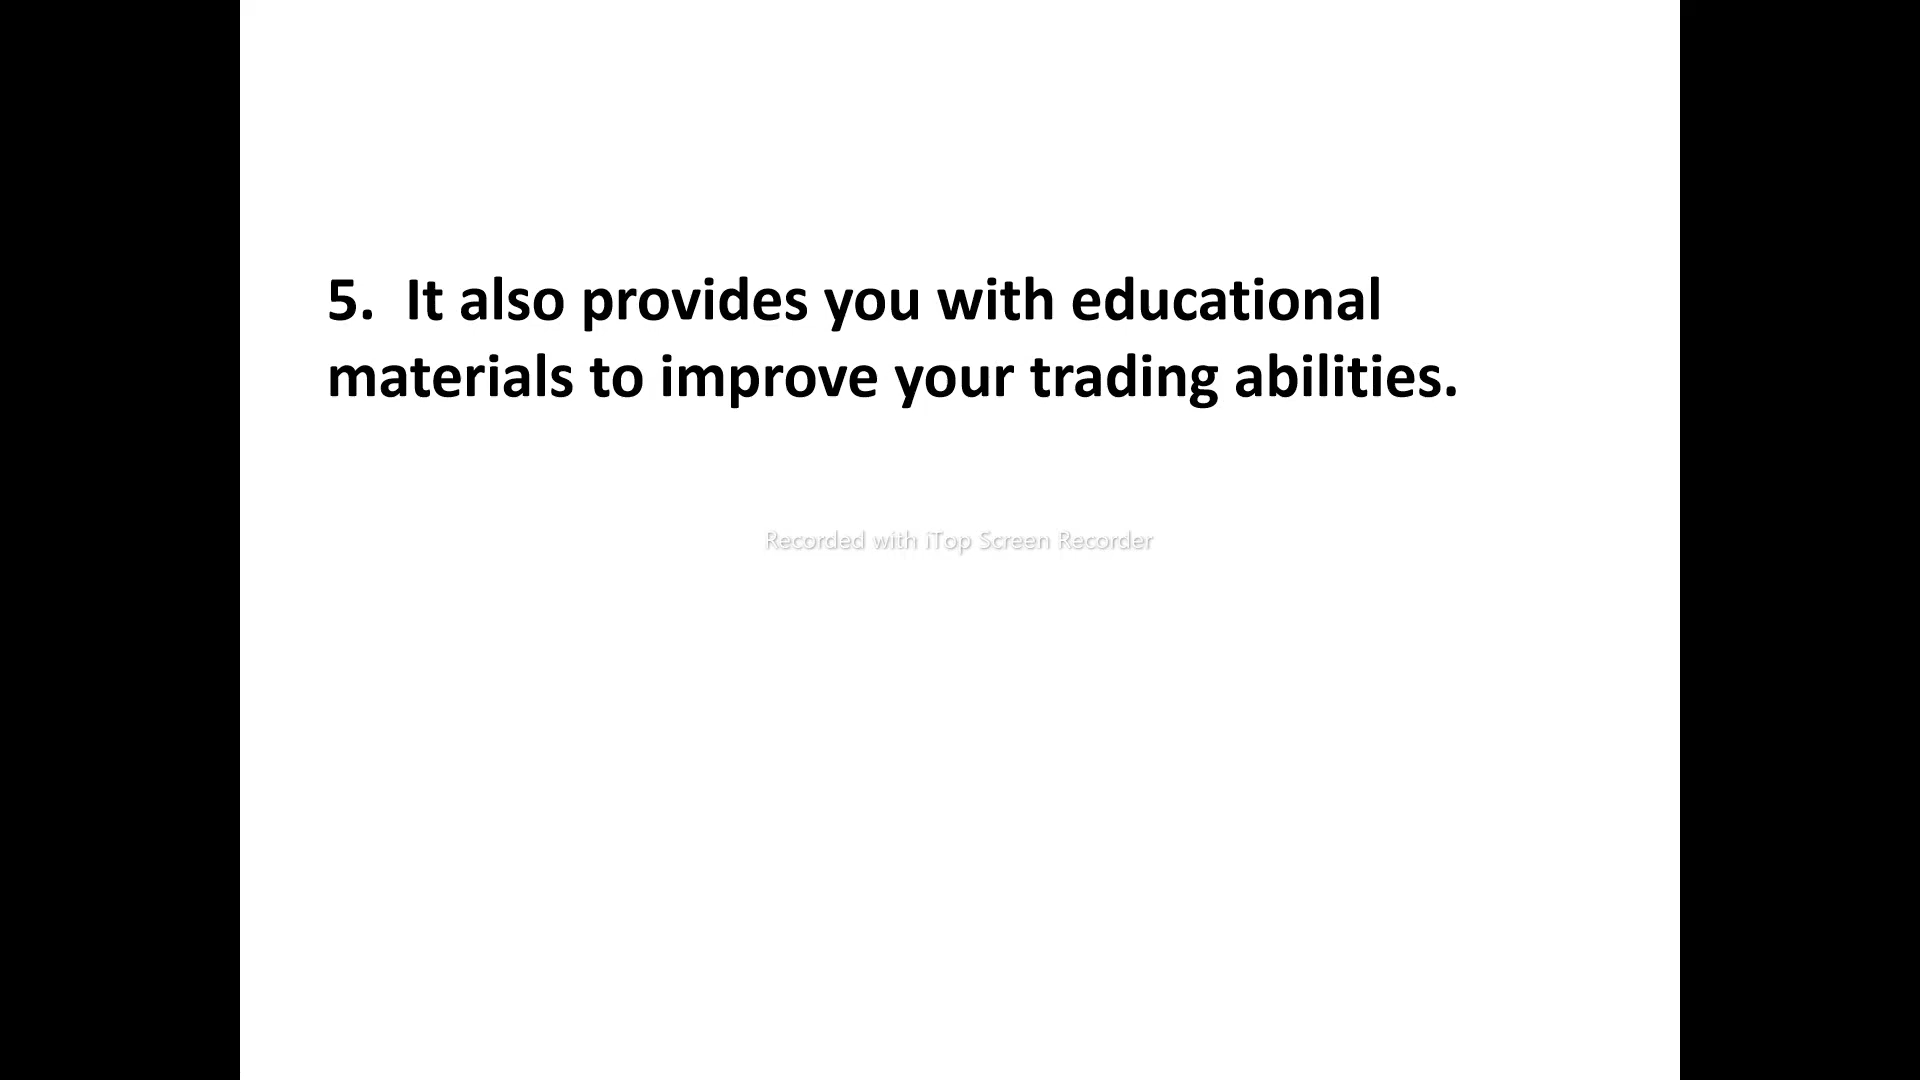 5.  It also provides you with educational
materials to improve your trading abilities.
Recorded with iTop Screen Recorder